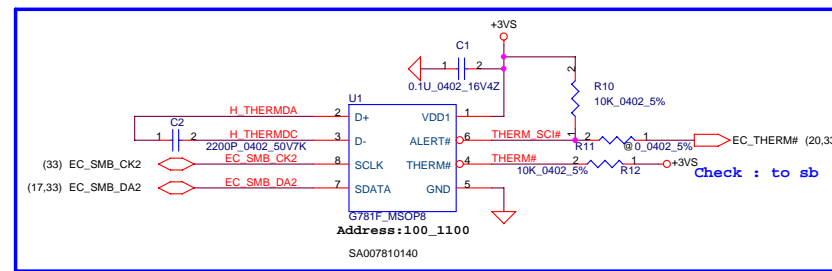 +3VS
C1
1 2
0.1U_0402_16V4Z
2
R10
10K_0402_5%
1
U1
H_THERMDA 2 D+ VDD1 1
C2
1 2 H_THERMDC 3 D- ALERT# 6 THERM_SCI# 2 R11 1 EC_THERM# (20,33
2200P_0402_50V7K @0_0402_5%
(33) EC_SMB_CK2 EC_SMB_CK2 8 SCLK THERM# 4 THERM# 2 1 +3VS
10K_0402_5% R12
Check : to sb
(17,33) EC_SMB_DA2 EC_SMB_DA2 7 SDATA GND 5
G781F_MSOP8
Address:100_1100
SA007810140